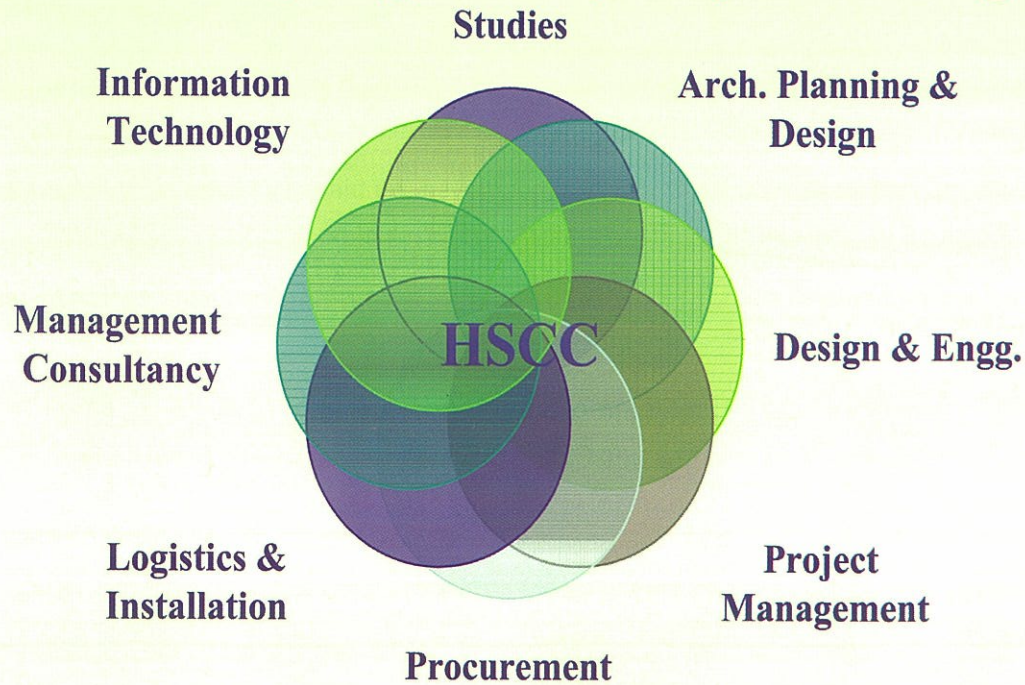 Studies
Information
Technology
Arch. Planning &
Design
Management
Consultancy
HSCC
Design & Engg.
Logistics &
Installation
Project
Management
Procurement